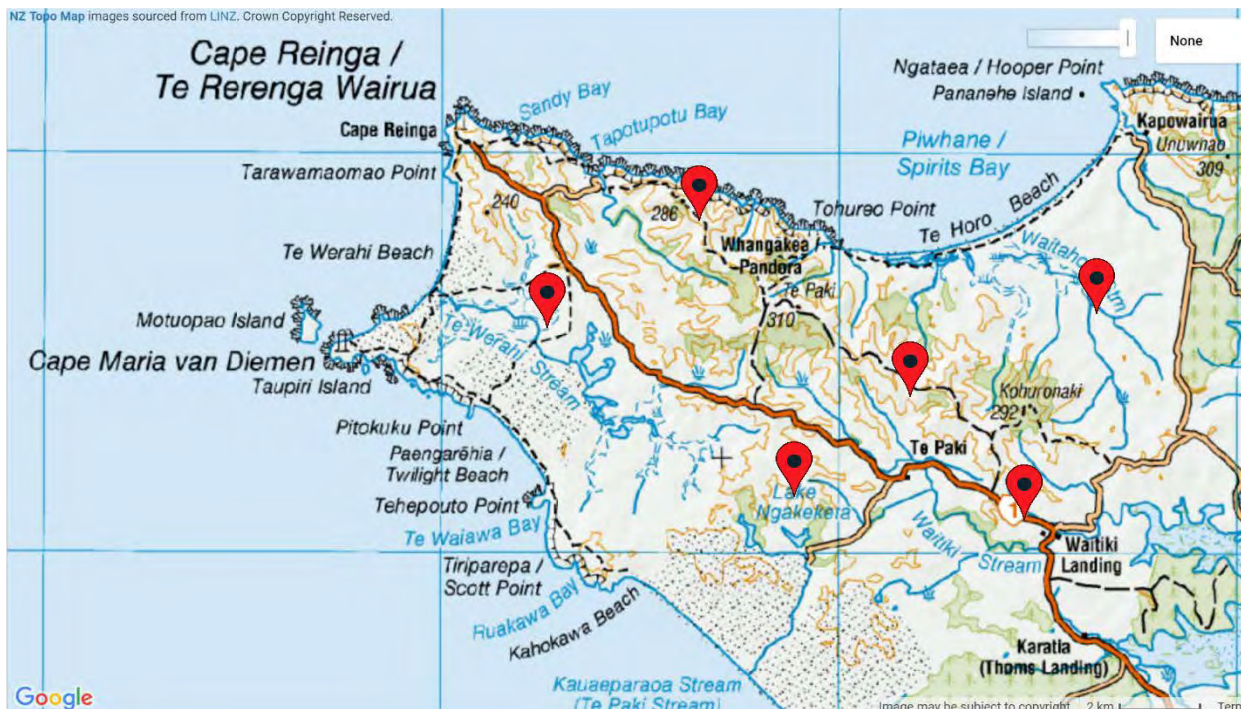 NZ Topo Map images sourced from LINZ. Crown Copyright Reserved.
None
Cape Reinga /
Te Rerenga Wairua
Ngataea / Hooper Point
Pananehe Island
Sandy Bay
Cape Reinga
Tapotupotu Bay
Kapowairua
Unuwhao
309
Piwhane /
Spirits Bay
Tarawamaomao Point
240
286
Tohureo Point
Te Horo Beach
Te Werahi Beach
Whangakea /
Pandora
Te Paki
310
Motuopao Island
Te Werahi
Stream
Cape Maria van Diemen
Taupiri Island
Kohuronaki
292
Pitokuku Point
Te Paki
Paengarēhia /
Twilight Beach
Lake
Ngakeketa
Tehepouto Point
1
Te Waiawa Bay
Waitiki
Stream
Waitiki
Landing
Tiriparepa /
Scott Point
Ruakawa Bay
Kahokawa Beach
Karatia
(Thoms Landing)
Kauaeparaoa Stream
(Te Paki Stream)
Google
Image may be subject to copyright
2 km
Tern